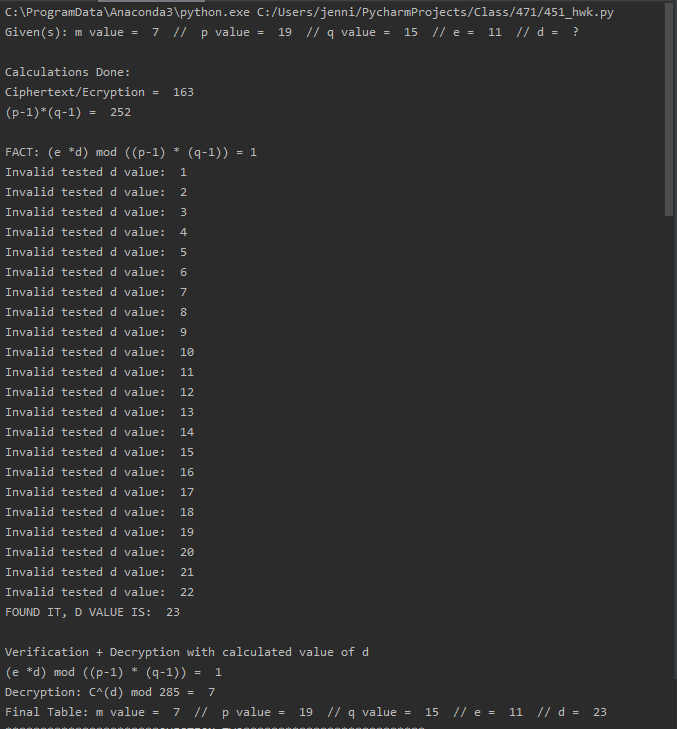 C:\ProgramData\Anaconda3\python.exe C:/Users/jenni/PycharmProjects/Class/471/451_hwk.py
Given(s): m value =  7  //  p value =  19  // q value =  15  // e =  11  // d =  ?
Calculations Done:
Ciphertext/Ecryption =  163
(p-1)*(q-1) =  252
FACT: (e *d) mod ((p-1) * (q-1)) = 1
Invalid tested d value:  1
Invalid tested d value:  2
Invalid tested d value:  3
Invalid tested d value:  4
Invalid tested d value:  5
Invalid tested d value:  6
Invalid tested d value:  7
Invalid tested d value:  8
Invalid tested d value:  9
Invalid tested d value:  10
Invalid tested d value:  11
Invalid tested d value:  12
Invalid tested d value:  13
Invalid tested d value:  14
Invalid tested d value:  15
Invalid tested d value:  16
Invalid tested d value:  17
Invalid tested d value:  18
Invalid tested d value:  19
Invalid tested d value:  20
Invalid tested d value:  21
Invalid tested d value:  22
FOUND IT, D VALUE IS:  23
Verification + Decryption with calculated value of d
(e *d) mod ((p-1) * (q-1)) =  1
Decryption: C^(d) mod 285 =  7
Final Table: m value =  7  //  p value =  19  // q value =  15  // e =  11  // d =  23